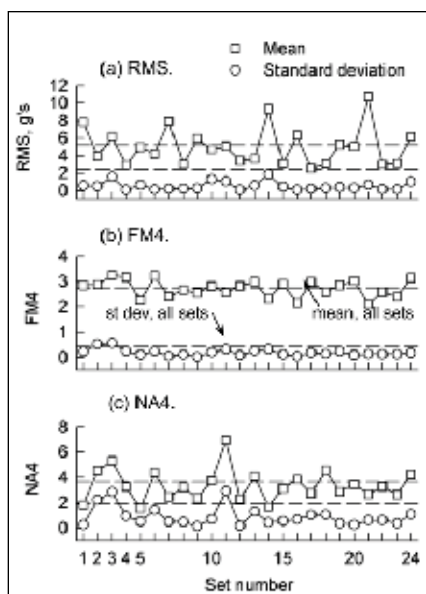 Mean
Standard deviation
(a) RMS.
RMS, g's
12
10
8
6
4
2
0
(b) FM4.
FM4
4
3
2
1
0
st dev, all sets
mean, all sets
(c) NA4.
NA4
8
6
4
2
0
1 2 3 4 5 10 15 20 24
Set number